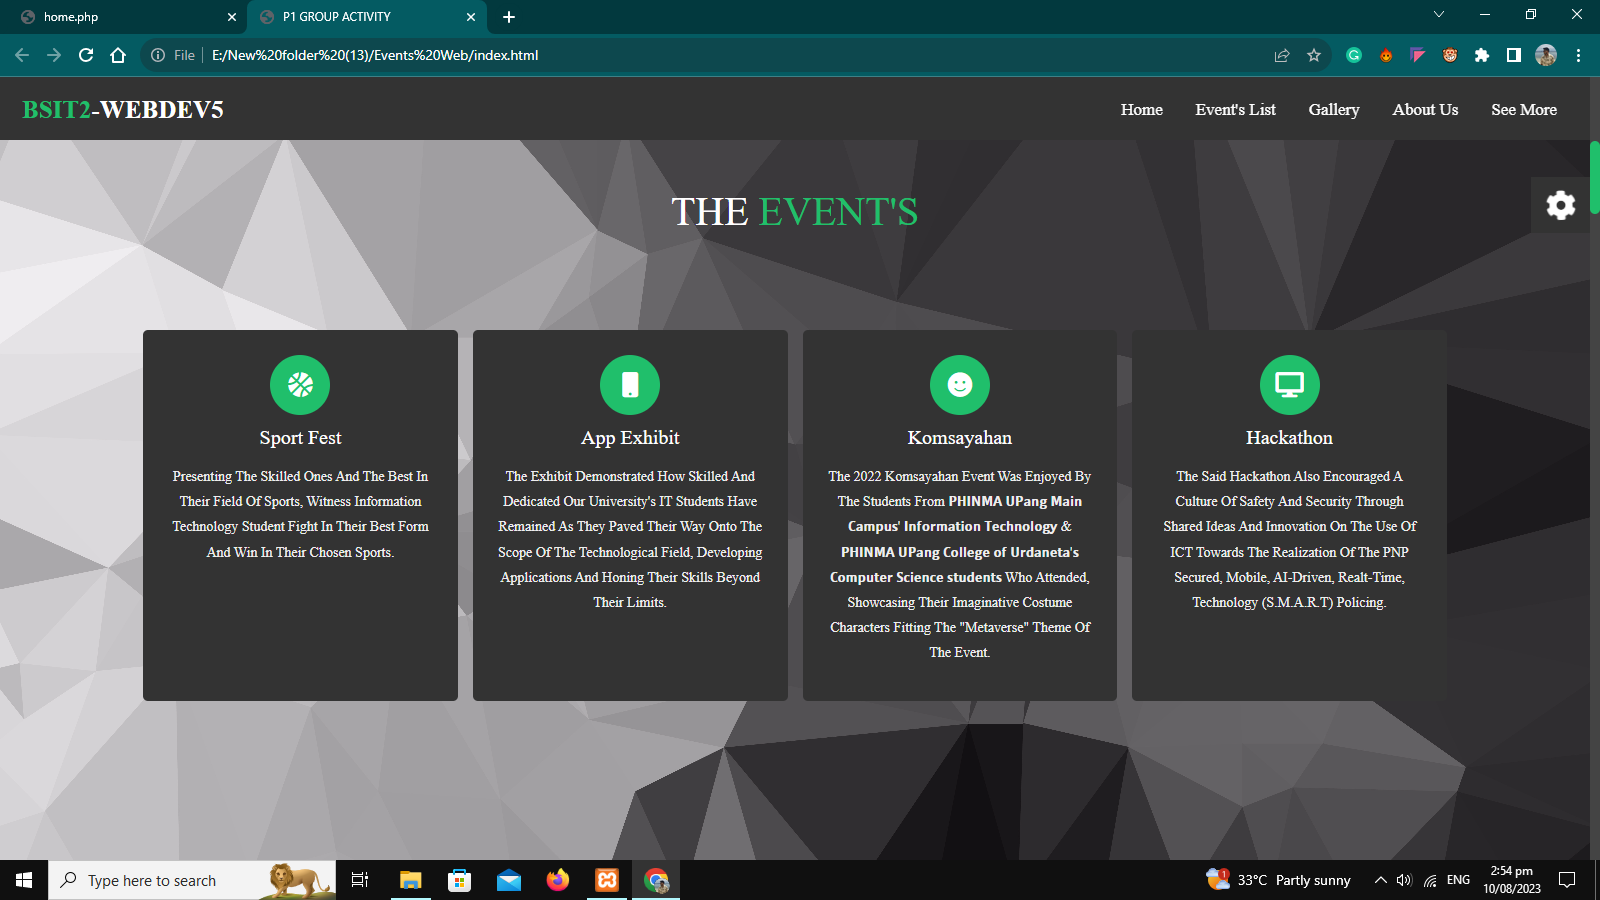 home.php
P1 GROUP ACTIVITY
File
E:/New%20folder%20(13)/Events%20Web/index.html
BSIT2-WEBDEV5
Home
Event's List
Gallery
About Us
See More
THE EVENT'S
Sport Fest
Presenting The Skilled Ones And The Best In
Their Field Of Sports, Witness Information
Technology Student Fight In Their Best Form
And Win In Their Chosen Sports.
App Exhibit
The Exhibit Demonstrated How Skilled And
Dedicated Our University's IT Students Have
Remained As They Paved Their Way Onto The
Scope Of The Technological Field, Developing
Applications And Honing Their Skills Beyond
Their Limits.
Komsayahan
The 2022 Komsayahan Event Was Enjoyed By
The Students From PHINMA UPang Main
Campus' Information Technology &
PHINMA UPang College of Urdaneta's
Computer Science students Who Attended,
Showcasing Their Imaginative Costume
Characters Fitting The "Metaverse" Theme Of
The Event.
Hackathon
The Said Hackathon Also Encouraged A
Culture Of Safety And Security Through
Shared Ideas And Innovation On The Use Of
ICT Towards The Realization Of The PNP
Secured, Mobile, AI-Driven, Realt-Time,
Technology (S.M.A.R.T) Policing.
Type here to search
1
33°C Partly sunny
ENG
2:54 pm
10/08/2023